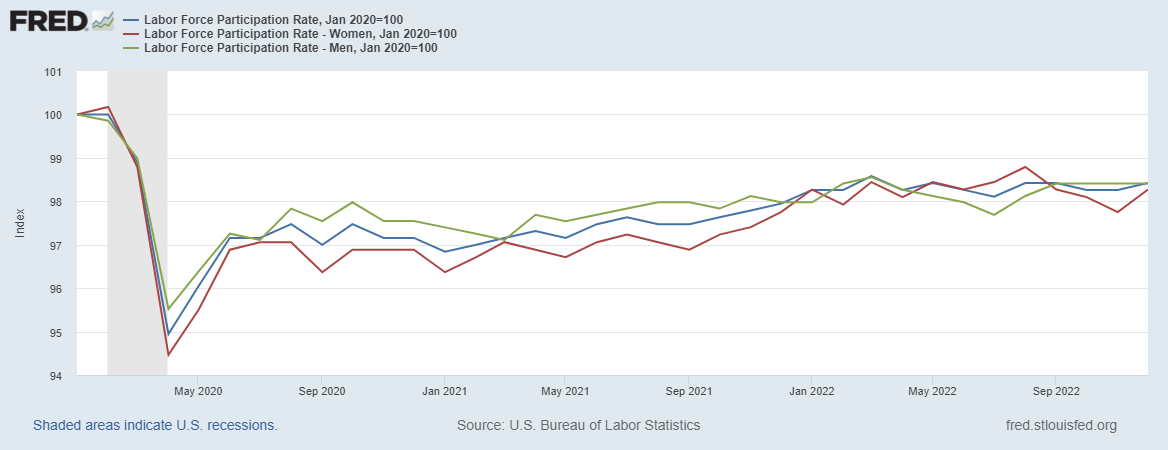 FRED
Labor Force Participation Rate, Jan 2020=100
Labor Force Participation Rate - Women, Jan 2020=100
Labor Force Participation Rate - Men, Jan 2020=100
101
100
99
98
97
96
95
94
Index
May 2020 Sep 2020 Jan 2021 May 2021 Sep 2021 Jan 2022 May 2022 Sep 2022
Shaded areas indicate U.S. recessions. Source: U.S. Bureau of Labor Statistics fred.stlouisfed.org